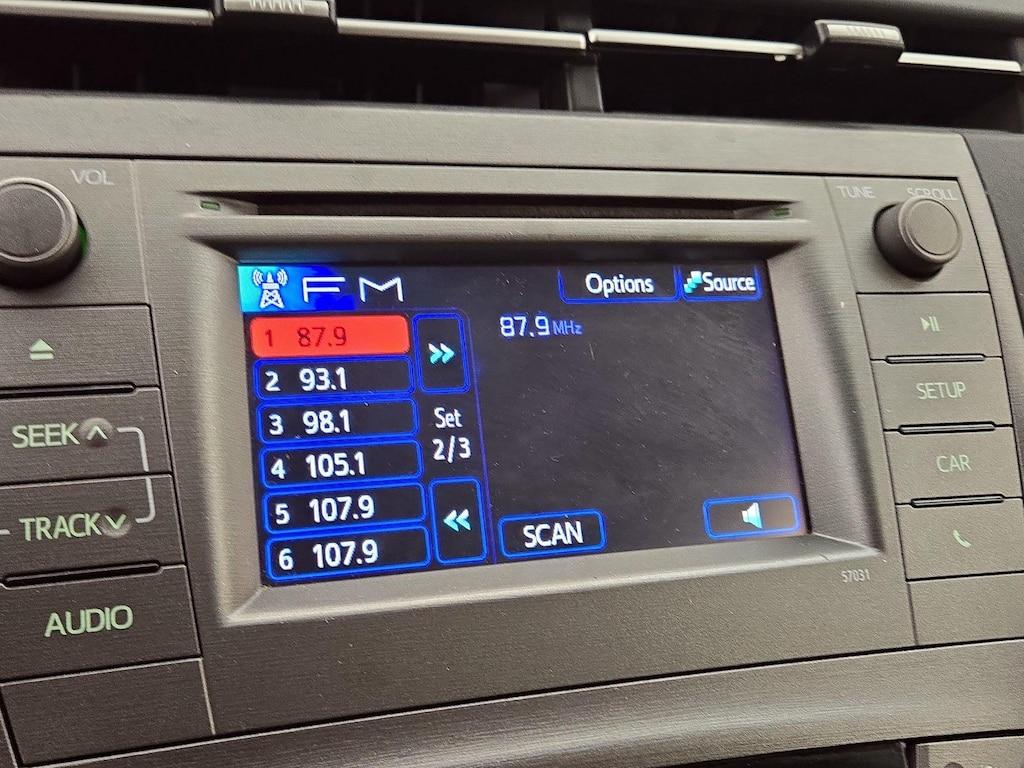 VOL
TUNE SCROLL
FM
Options
Source
1 87.9
87.9 MHz
2 93.1
3 98.1
Set
2/3
4 105.1
5 107.9
6 107.9
SCAN
SEEK
TRACK
AUDIO
SETUP
CAR
57031